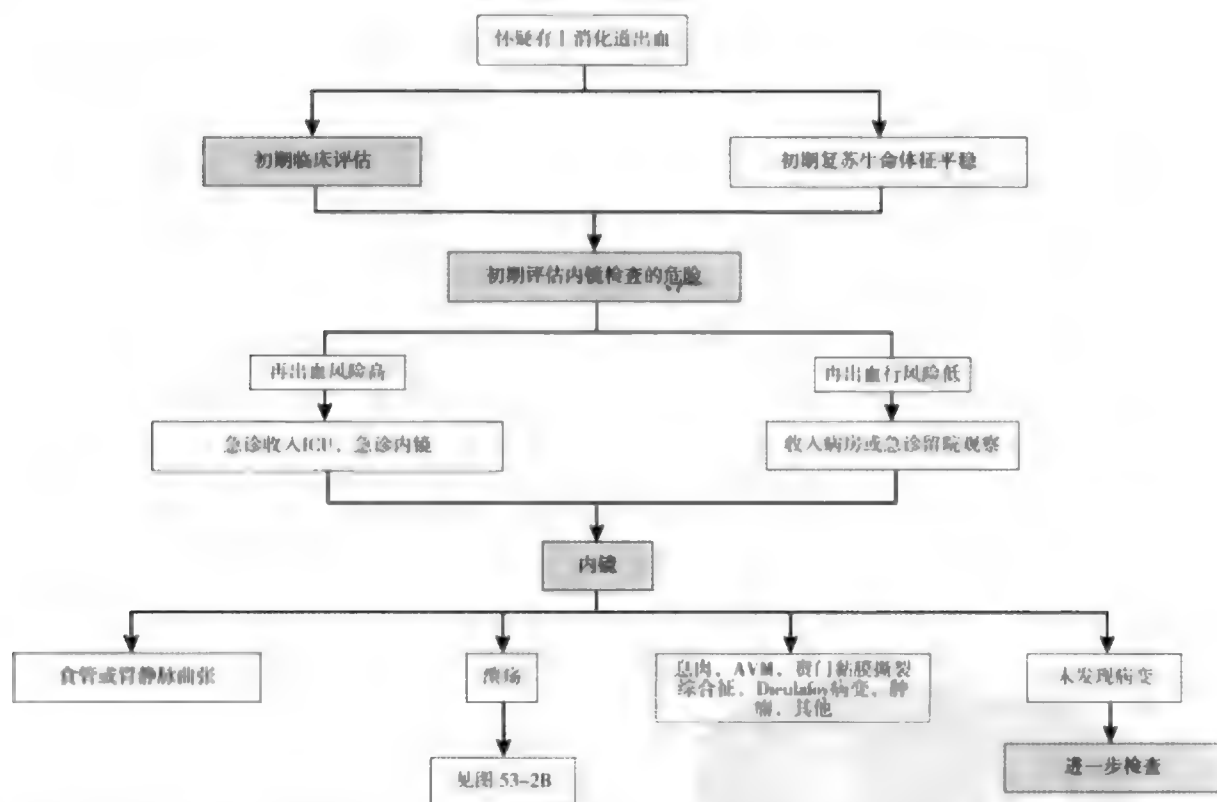 怀疑有上消化道出血
初期临床评估
初期复苏生命体征平稳
初期评估内镜检查的危险
再出血风险高
再出血行风险低
急诊收入ICU、急诊内镜
收入病房或急诊留院观察
内镜
食管或胃静脉曲张
溃疡
息肉、AVM、贲门黏膜撕裂
综合征、Dieulafoy病变、肿
瘤、其他
未发现病变
见图 53-2B
进一步检查